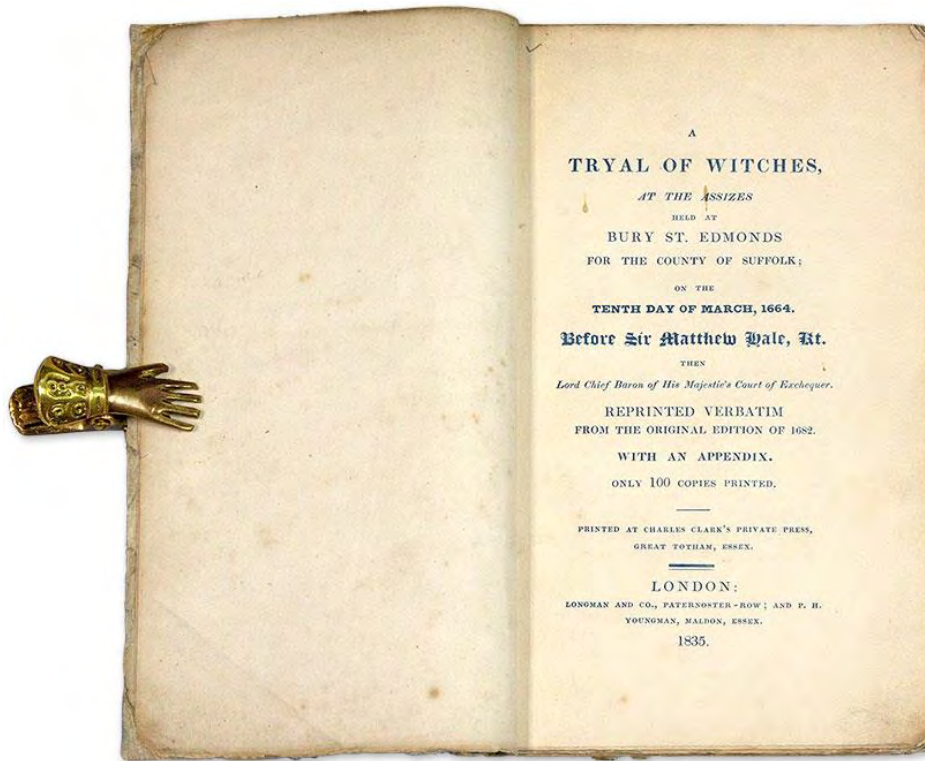 A
TRYAL OF WITCHES,
AT THE ASSIZES
HELD AT
BURY ST. EDMONDS
FOR THE COUNTY OF SUFFOLK;
ON THE
TENTH DAY OF MARCH, 1664.
Before Sir Matthew Hale, Kt.
THEN
Lord Chief Baron of His Majestie's Court of Exchequer.
REPRINTED VERBATIM
FROM THE ORIGINAL EDITION OF 1682.
WITH AN APPENDIX.
ONLY 100 COPIES PRINTED.
PRINTED AT CHARLES CLARK'S PRIVATE PRESS,
GREAT TOTHAM, ESSEX.
LONDON:
LONGMAN AND CO., PATERNOSTER-ROW; AND P. H.
YOUNGMAN, MALDON, ESSEX.
1835.